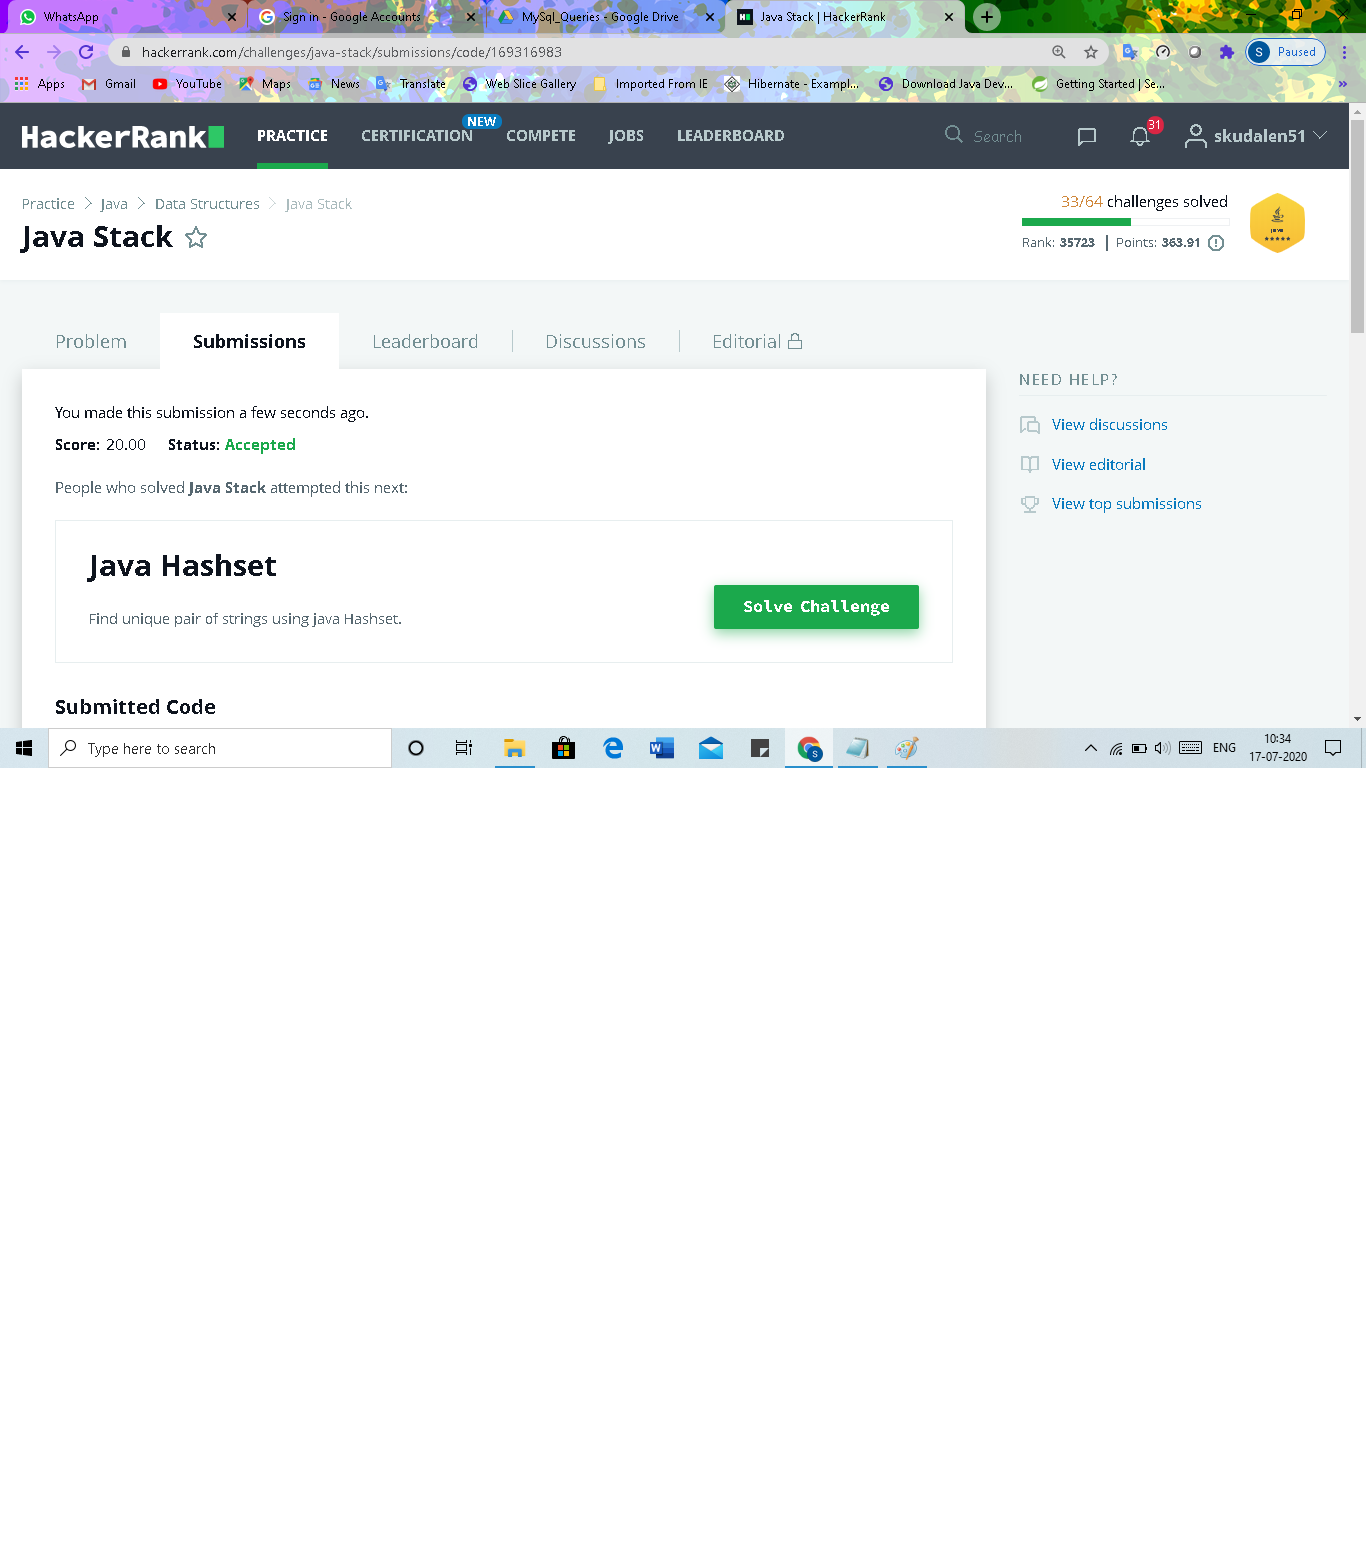 WhatsApp Sign in - Google Accounts MySql_Queries - Google Drive Java Stack | HackerRank
hackerrank.com/challenges/java-stack/submissions/code/169316983 S Paused
Apps Gmail YouTube Maps News Translate Web Slice Gallery Imported From IE Hibernate - Exampl... Download Java Dev... Getting Started | Se... »
HackerRank PRACTICE CERTIFICATION NEW COMPETE JOBS LEADERBOARD Search 31 skudalen51
Practice > Java > Data Structures > Java Stack
33/64 challenges solved
Java Stack
Rank: 35723 | Points: 363.91
Java
Problem Submissions Leaderboard Discussions Editorial
NEED HELP?
You made this submission a few seconds ago.
View discussions
Score: 20.00 Status: Accepted
View editorial
People who solved Java Stack attempted this next:
View top submissions
Java Hashset
Solve Challenge
Find unique pair of strings using java Hashset.
Submitted Code
Type here to search
ENG
10:34
17-07-2020